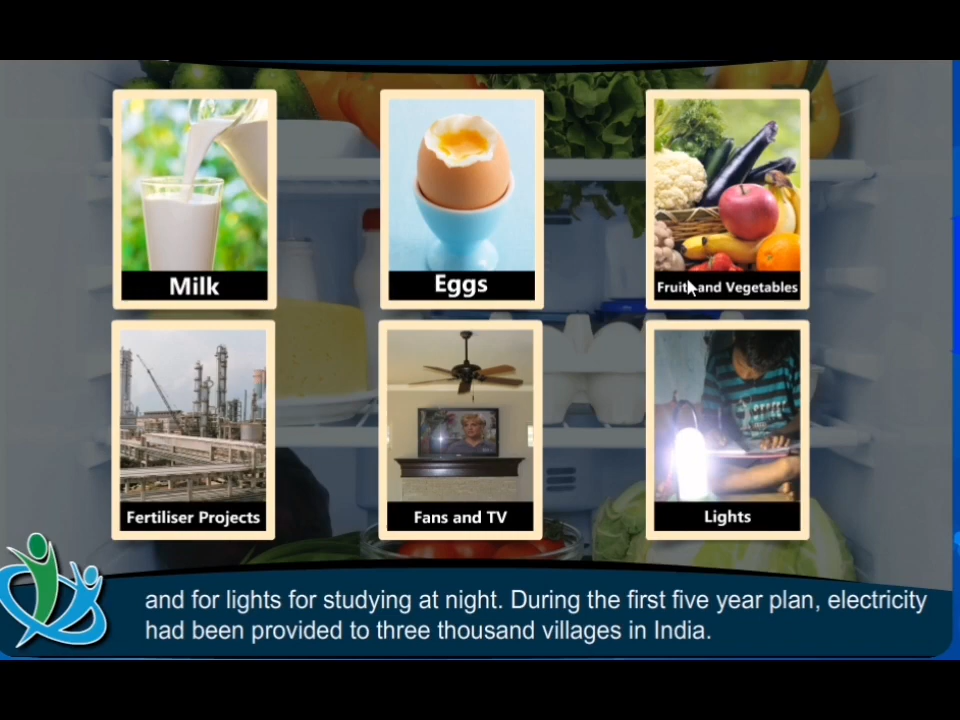 Milk
Eggs
Fruits and Vegetables
Fertiliser Projects
Fans and TV
Lights
and for lights for studying at night. During the first five year plan, electricity
had been provided to three thousand villages in India.